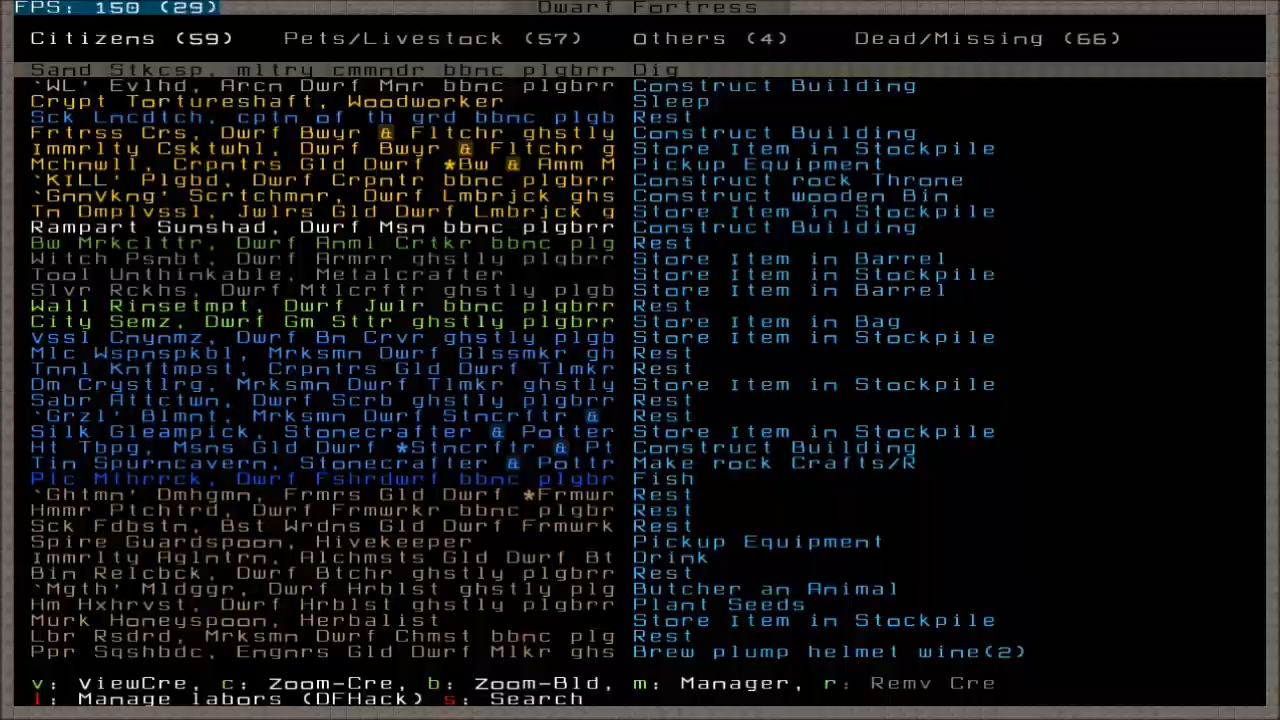 FPS: 150 (29) Dwarf Fortress
Citizens (59) Pets/Livestock (57) Others (4) Dead/Missing (66)
Sand Stkcsp, mltry cmmndr bbnc plgbrr Dig
`WL' Evlhd, Arcn Dwrf Mnr bbnc plgbrr Construct Building
Crypt Tortureshaft, Woodworker Sleep
Sck Lncdtch, cptn of th grd bbnc plgb Rest
Frtrss Crs, Dwrf Bwyr & Fltchr ghstly Construct Building
Immrlty Csktwhl, Dwrf Bwyr & Fltchr g Store Item in Stockpile
Mchnwll, Crpntrs Gld Dwrf *Bw & Amm M Pickup Equipment
`KILL' Plgbd, Dwrf Crpntr bbnc plgbrr Construct rock Throne
`GnnVkng' Scrtchmnr, Dwrf Lmbrjck ghs Construct wooden Bin
Tn Dmplvssl, Jwlrs Gld Dwrf Lmbrjck g Store Item in Stockpile
Rampart Sunshad, Dwrf Msn bbnc plgbrr Construct Building
Bw Mrkclttr, Dwrf Anml Crtkr bbnc plg Rest
Witch Psnbt, Dwrf Armrr ghstly plgbrr Store Item in Barrel
Tool Unthinkable, Metalcrafter Store Item in Stockpile
Slvr Rckhs, Dwrf Mtlcrftr ghstly plgb Store Item in Barrel
Wall Rinsetmpt, Dwrf Jwlr bbnc plgbrr Rest
City Semz, Dwrf Gm Sttr ghstly plgbrr Store Item in Bag
Vssl Cnynmz, Dwrf Bn Crvr ghstly plgb Store Item in Stockpile
Mlc Wspnspkbl, Mrksmn Dwrf Glssmkr gh Rest
Tnnl Knftmpst, Crpntrs Gld Dwrf Tlmkr Rest
Dm Crystlrg, Mrksmn Dwrf Tlmkr ghstly Store Item in Stockpile
Sabr Attctwn, Dwrf Scrb ghstly plgbrr Rest
`Grzl' Blmnt, Mrksmn Dwrf Stncrftr & Rest
Silk Gleampick, Stonecrafter & Potter Store Item in Stockpile
Ht Tbpg, Msns Gld Dwrf *Stncrftr & Pt Construct Building
Tin Spurncavern, Stonecrafter & Pottr Make rock Crafts/R
Plc Mthrrck, Dwrf Fshrdwrf bbnc plgbr Fish
`Ghtmn' Dmhgmn, Frmrs Gld Dwrf *Frmwr Rest
Hmmr Ptchtrd, Dwrf Frmwrkr bbnc plgbr Rest
Sck Fdbstn, Bst Wrdns Gld Dwrf Frmwrk Rest
Spire Guardspoon, Hivekeeper Pickup Equipment
Immrlty Aglntrn, Alchmsts Gld Dwrf Bt Drink
Bin Relcbck, Dwrf Btchr ghstly plgbrr Rest
`Mgth' Mldggr, Dwrf Hrblst ghstly plg Butcher an Animal
Hm Hxhrvst, Dwrf Hrblst ghstly plgbrr Plant Seeds
Murk Honeyspoon, Herbalist Store Item in Stockpile
Lbr Rsdrd, Mrksmn Dwrf Chmst bbnc plg Rest
Ppr Sqshbdc, Engnrs Gld Dwrf Mlkr ghs Brew plump helmet wine(2)
v: ViewCre, c: Zoom-Cre, b: Zoom-Bld, m: Manager, r: Remv Cre
l: Manage labors (DFHack) s: Search